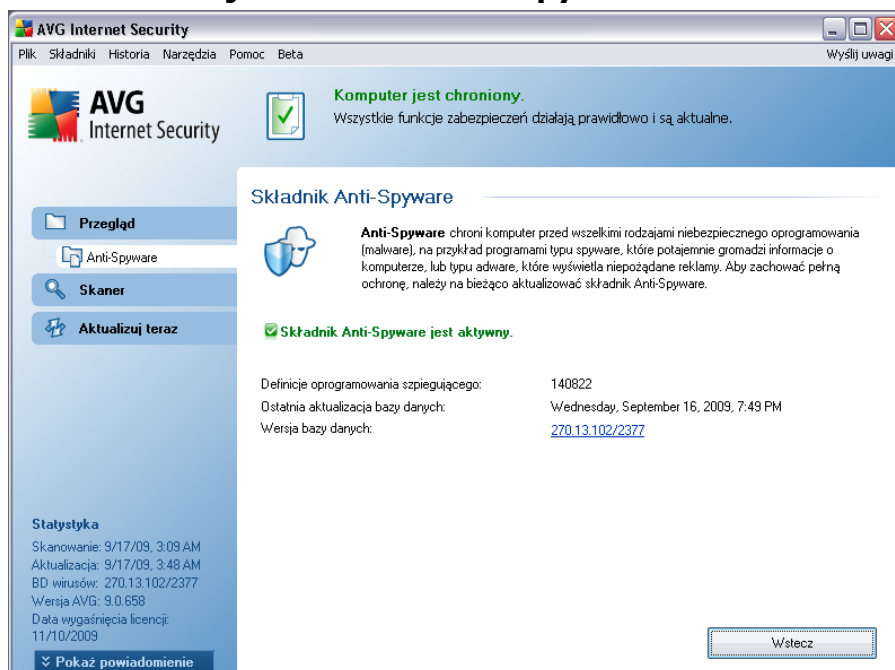 AVG Internet Security
Plik Składniki Historia Narzędzia Pomoc Beta Wyślij uwagi
AVG
Internet Security
Komputer jest chroniony.
Wszystkie funkcje zabezpieczeń działają prawidłowo i są aktualne.
Przegląd
Anti-Spyware
Skaner
Aktualizuj teraz
Składnik Anti-Spyware
Anti-Spyware chroni komputer przed wszelkimi rodzajami niebezpiecznego oprogramowania
(malware), na przykład programami typu spyware, które potajemnie gromadzi informacje o
komputerze, lub typu adware, które wyświetla niepożądane reklamy. Aby zachować pełną
ochronę, należy na bieżąco aktualizować składnik Anti-Spyware.
Składnik Anti-Spyware jest aktywny.
Definicje oprogramowania szpiegującego: 140822
Ostatnia aktualizacja bazy danych: Wednesday, September 16, 2009, 7:49 PM
Wersja bazy danych: 270.13.102/2377
Statystyka
Skanowanie: 9/17/09, 3:09 AM
Aktualizacja: 9/17/09, 3:48 AM
BD wirusów: 270.13.102/2377
Wersja AVG: 9.0.658
Data wygaśnięcia licencji:
11/10/2009
Pokaż powiadomienie
Wstecz